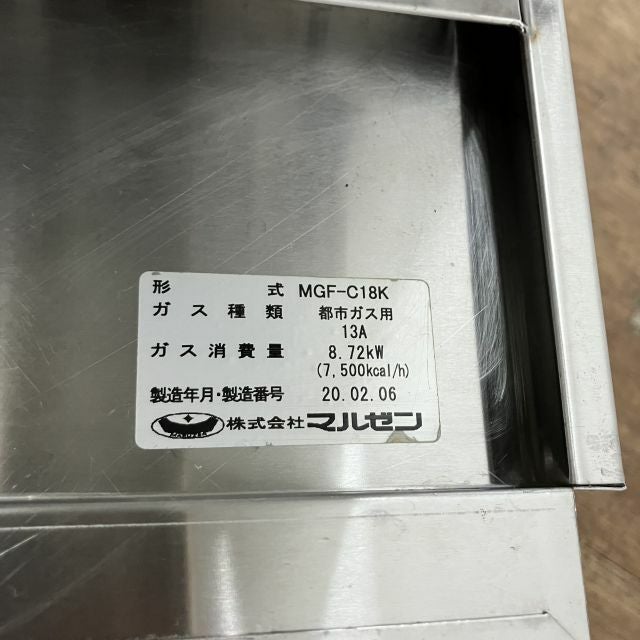 形式 MGF-C18K
ガス種類 都市ガス用
13A
ガス消費量 8.72kW
(7,500kcal/h)
製造年月・製造番号 20.02.06
MARUZEN 株式会社マルゼン